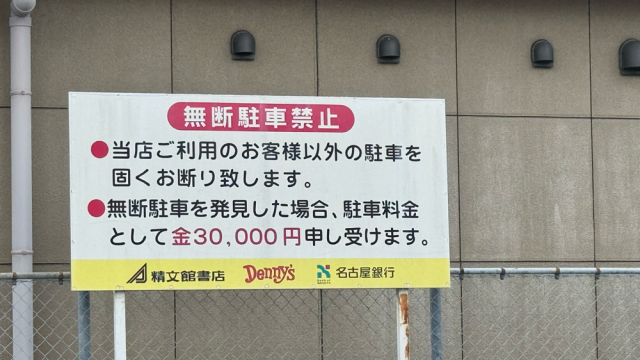 無断駐車禁止
●当店ご利用のお客様以外の駐車を
固くお断り致します。
●無断駐車を発見した場合、駐車料金
として金30,000円申し受けます。
精文館書店 Denny's 名古屋銀行